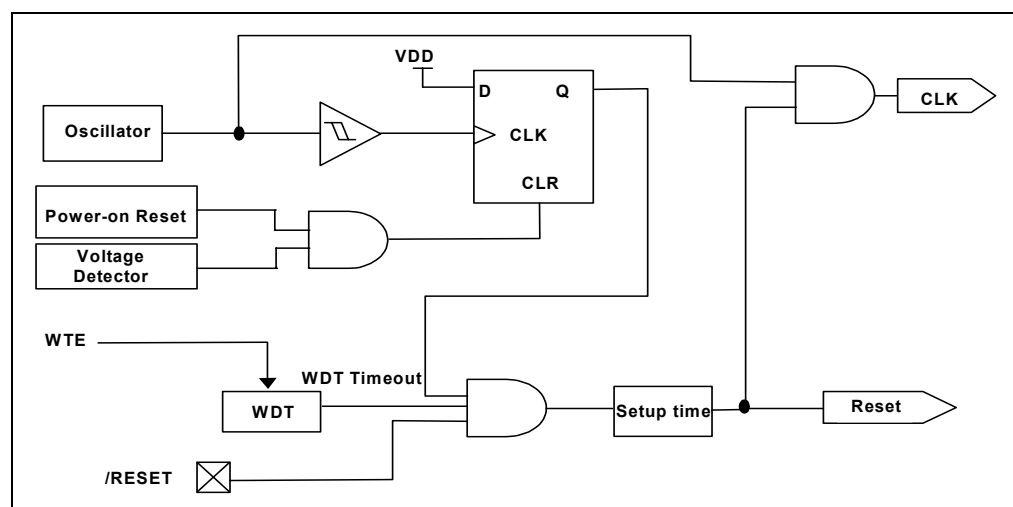 VDD
D
Q
CLK
Oscillator
CLK
CLR
Power-on Reset
Voltage
Detector
WTE
WDT Timeout
WDT
Setup time
Reset
/RESET